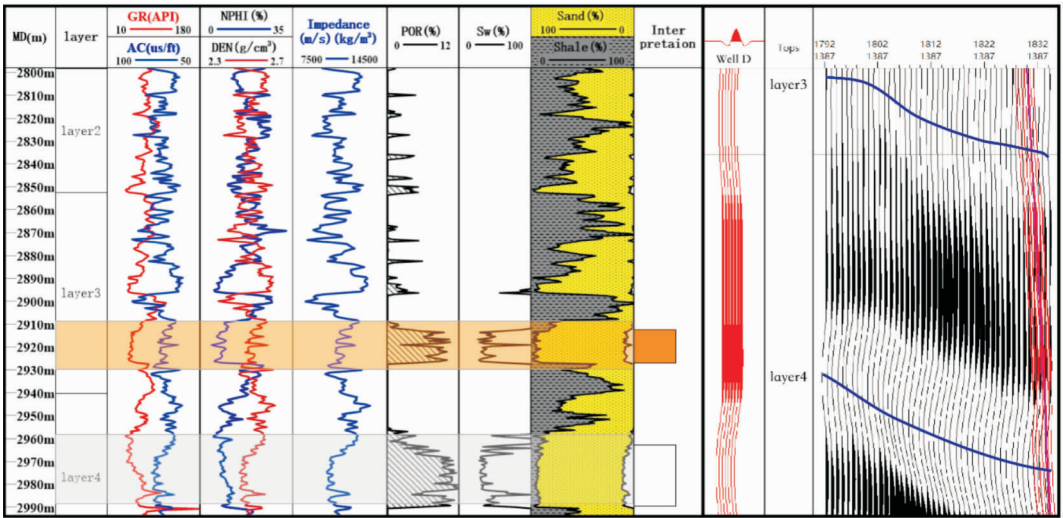 MD(m)
layer
GR(API)
10 180
AC(us/ft)
100 50
NPHI(%)
0 35
DEN(g/cm³)
2.3 2.7
Impedance
(m/s)(kg/m³)
7500 14500
POR(%)
0 12
Sw(%)
0 100
Sand(%)
100 0
Shale(%)
0 100
Inter
pretaion
Well D
Tops
1792 1802 1812 1822 1832
1387 1387 1387 1387 1387
2800m
2810m
2820m
2830m
2840m
2850m
2860m
2870m
2880m
2890m
2900m
2910m
2920m
2930m
2940m
2950m
2960m
2970m
2980m
2990m
layer2
layer3
layer4
layer3
layer4